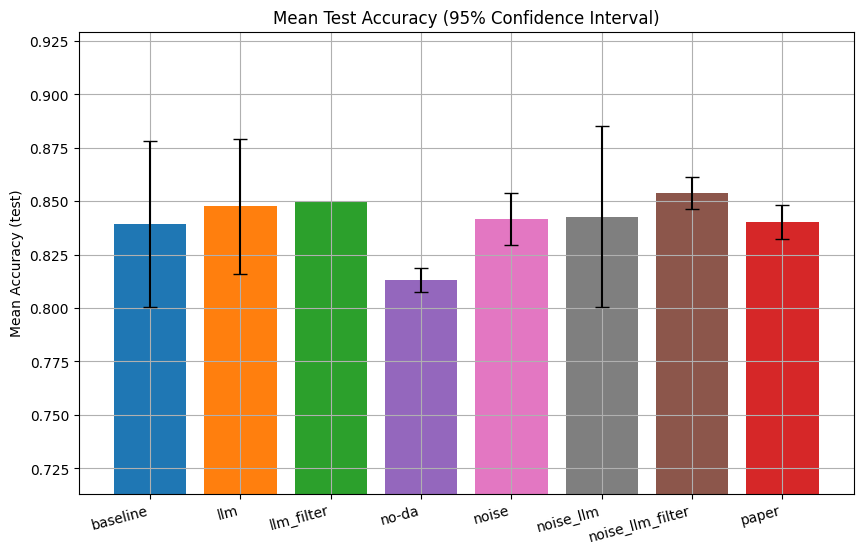 Mean Test Accuracy (95% Confidence Interval)
Mean Accuracy (test)
0.925
0.900
0.875
0.850
0.825
0.800
0.775
0.750
0.725
baseline
llm
llm_filter
no-da
noise
noise_llm
noise_llm_filter
paper